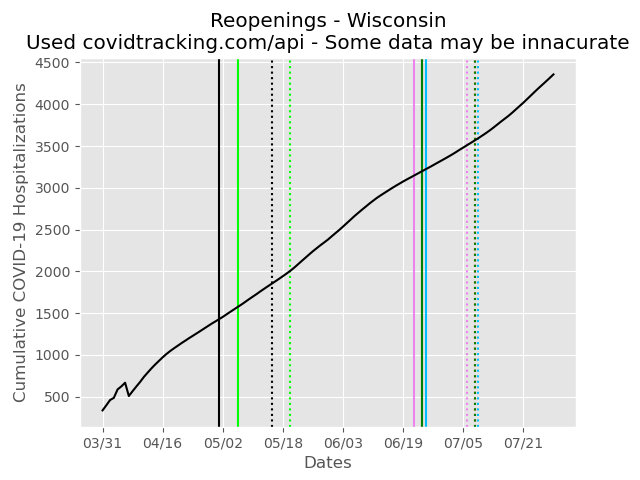 Reopenings - Wisconsin
Used covidtracking.com/api - Some data may be innacurate
4500
4000
3500
3000
2500
2000
1500
1000
500
Cumulative COVID-19 Hospitalizations
03/31 04/16 05/02 05/18 06/03 06/19 07/05 07/21
Dates